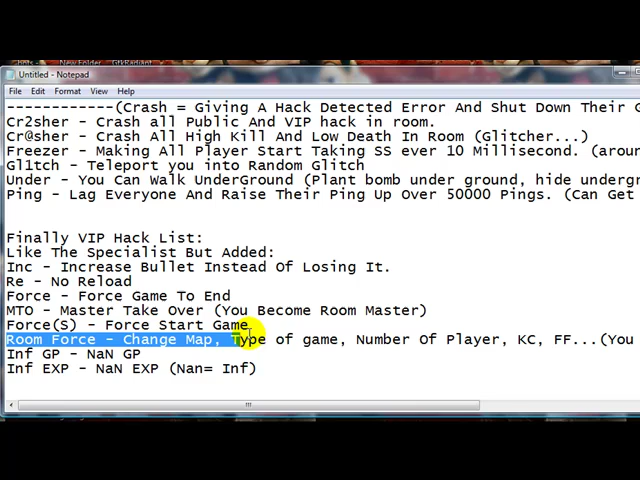 New Folder
GtkRadiant
Untitled - Notepad
File Edit Format View Help
------------(Crash = Giving A Hack Detected Error And Shut Down Their G
Cr2sher - Crash all Public And VIP hack in room.
Cr@sher - Crash All High Kill And Low Death In Room (Glitcher...)
Freezer - Making All Player Start Taking SS ever 10 Millisecond. (arou
Gl1tch - Teleport you into Random Glitch
Under - You Can Walk UnderGround (Plant bomb under ground, hide undergr
Ping - Lag Everyone And Raise Their Ping Up Over 50000 Pings. (Can Get
Finally VIP Hack List:
Like The Specialist But Added:
Inc - Increase Bullet Instead Of Losing It.
Re - No Reload
Force - Force Game To End
MTO - Master Take Over (You Become Room Master)
Force(S) - Force Start Game
Room Force - Change Map, Type of game, Number Of Player, KC, FF...(You
Inf GP - NaN GP
Inf EXP - NaN EXP (Nan= Inf)